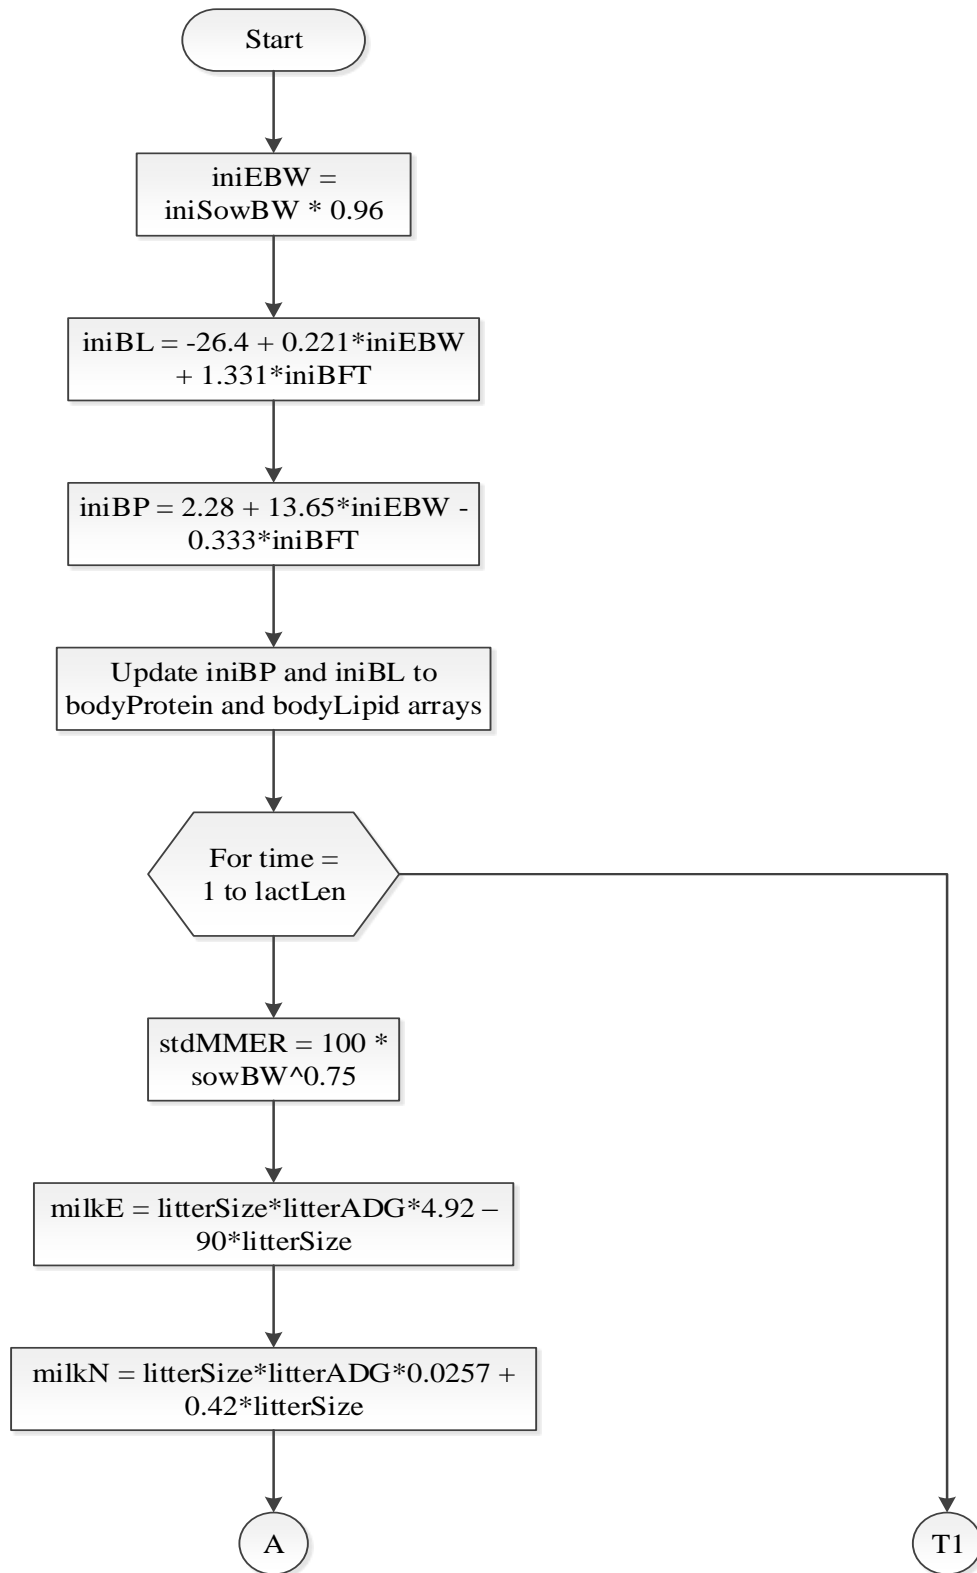 Start
iniEBW =
iniSowBW * 0.96
iniBL = -26.4 + 0.221*iniEBW
+ 1.331*iniBFT
iniBP = 2.28 + 13.65*iniEBW -
0.333*iniBFT
Update iniBP and iniBL to
bodyProtein and bodyLipid arrays
For time =
1 to lactLen
stdMMER = 100 *
sowBW^0.75
milkE = litterSize*litterADG*4.92 –
90*litterSize
milkN = litterSize*litterADG*0.0257 +
0.42*litterSize
A
T1